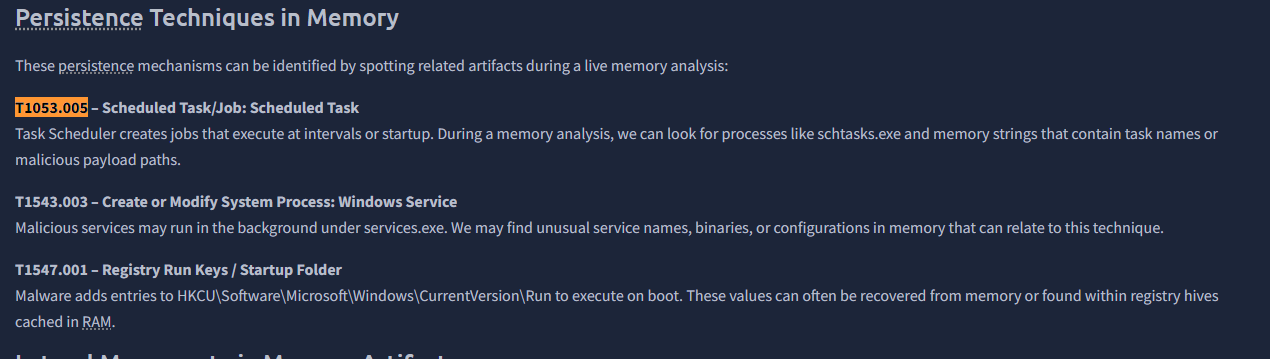 Persistence Techniques in Memory
These persistence mechanisms can be identified by spotting related artifacts during a live memory analysis:
T1053.005 – Scheduled Task/Job: Scheduled Task
Task Scheduler creates jobs that execute at intervals or startup. During a memory analysis, we can look for processes like schtasks.exe and memory strings that contain task names or
malicious payload paths.
T1543.003 – Create or Modify System Process: Windows Service
Malicious services may run in the background under services.exe. We may find unusual service names, binaries, or configurations in memory that can relate to this technique.
T1547.001 – Registry Run Keys / Startup Folder
Malware adds entries to HKCU\Software\Microsoft\Windows\CurrentVersion\Run to execute on boot. These values can often be recovered from memory or found within registry hives
cached in RAM.